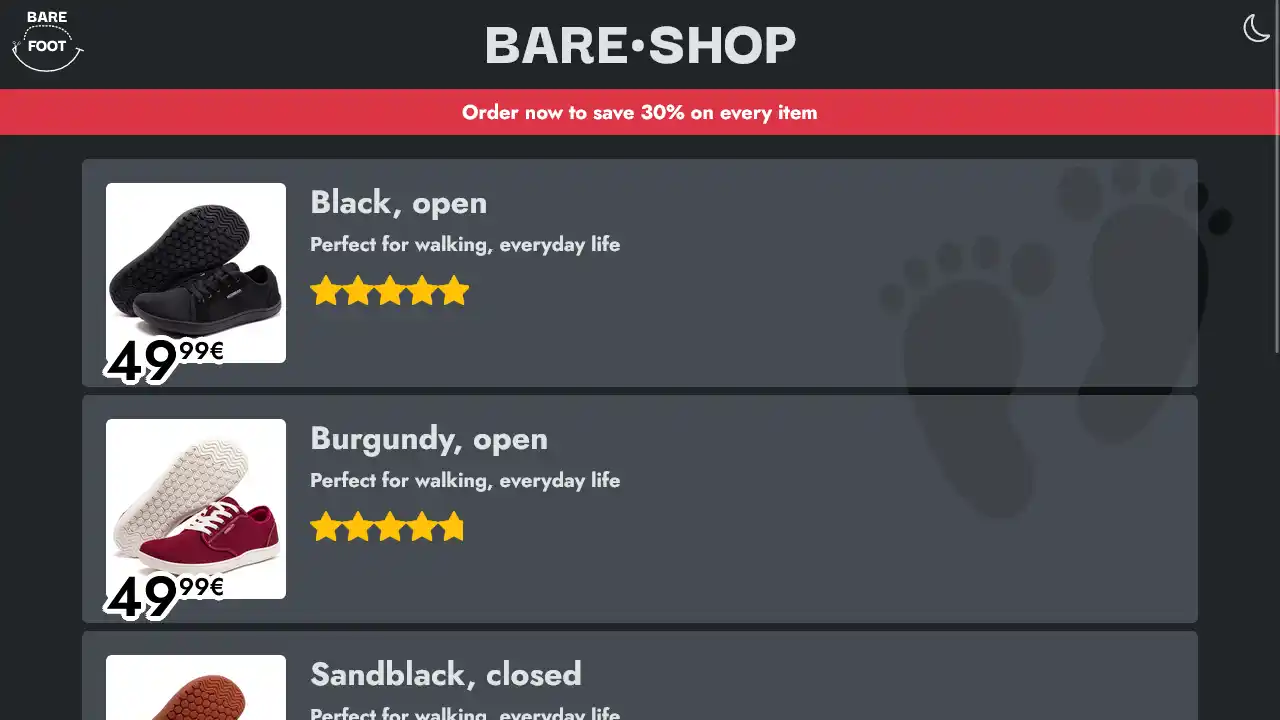 BARE
FOOT
BARE•SHOP
Order now to save 30% on every item
Black, open
Perfect for walking, everyday life
49 99€
Burgundy, open
Perfect for walking, everyday life
49 99€
Sandblack, closed
Perfect for walking, everyday life